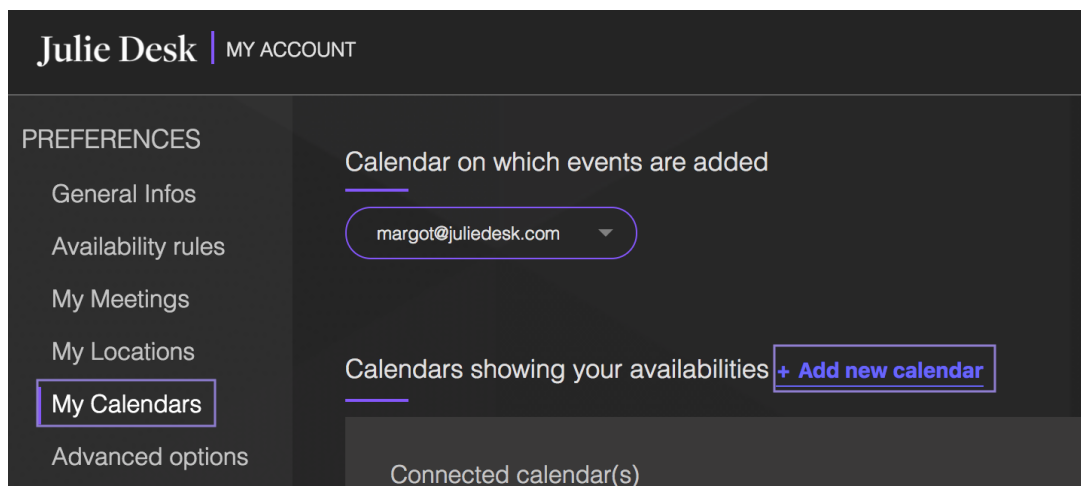 Julie Desk | MY ACCOUNT
PREFERENCES
General Infos
Availability rules
My Meetings
My Locations
My Calendars
Advanced options
Calendar on which events are added
margot@juliedesk.com
Calendars showing your availabilities + Add new calendar
Connected calendar(s)